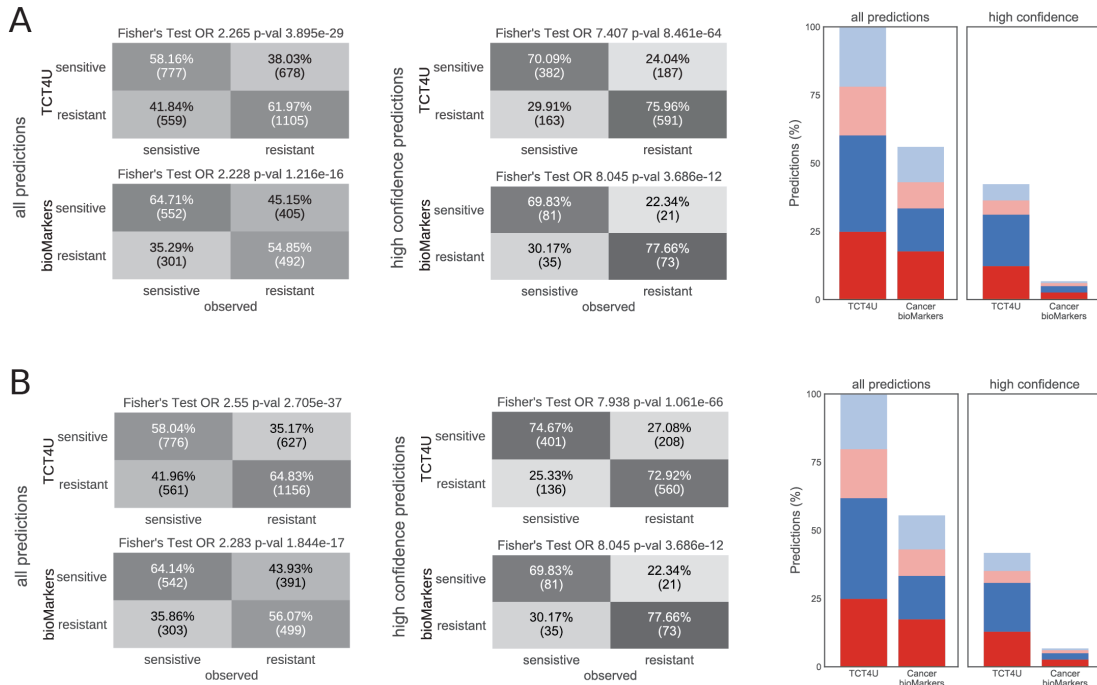 A
Fisher's Test OR 2.265 p-val 3.895e-29
all predictions
TCT4U
sensitive
58.16%
(777)
38.03%
(678)
resistant
41.84%
(559)
61.97%
(1105)
sensistive
resistant
Fisher's Test OR 2.228 p-val 1.216e-16
bioMarkers
sensitive
64.71%
(552)
45.15%
(405)
resistant
35.29%
(301)
54.85%
(492)
sensistive
resistant
observed
Fisher's Test OR 7.407 p-val 8.461e-64
high confidence predictions
TCT4U
sensitive
70.09%
(382)
24.04%
(187)
resistant
29.91%
(163)
75.96%
(591)
sensistive
resistant
Fisher's Test OR 8.045 p-val 3.686e-12
bioMarkers
sensitive
69.83%
(81)
22.34%
(21)
resistant
30.17%
(35)
77.66%
(73)
sensistive
resistant
observed
all predictions
high confidence
Predictions (%)
100
75
50
25
0
TCT4U
Cancer
bioMarkers
TCT4U
Cancer
bioMarkers
B
Fisher's Test OR 2.55 p-val 2.705e-37
all predictions
TCT4U
sensitive
58.04%
(776)
35.17%
(627)
resistant
41.96%
(561)
64.83%
(1156)
sensistive
resistant
Fisher's Test OR 2.283 p-val 1.844e-17
bioMarkers
sensitive
64.14%
(542)
43.93%
(391)
resistant
35.86%
(303)
56.07%
(499)
sensistive
resistant
observed
Fisher's Test OR 7.938 p-val 1.061e-66
high confidence predictions
TCT4U
sensitive
74.67%
(401)
27.08%
(208)
resistant
25.33%
(136)
72.92%
(560)
sensistive
resistant
Fisher's Test OR 8.045 p-val 3.686e-12
bioMarkers
sensitive
69.83%
(81)
22.34%
(21)
resistant
30.17%
(35)
77.66%
(73)
sensistive
resistant
observed
all predictions
high confidence
Predictions (%)
100
75
50
25
0
TCT4U
Cancer
bioMarkers
TCT4U
Cancer
bioMarkers